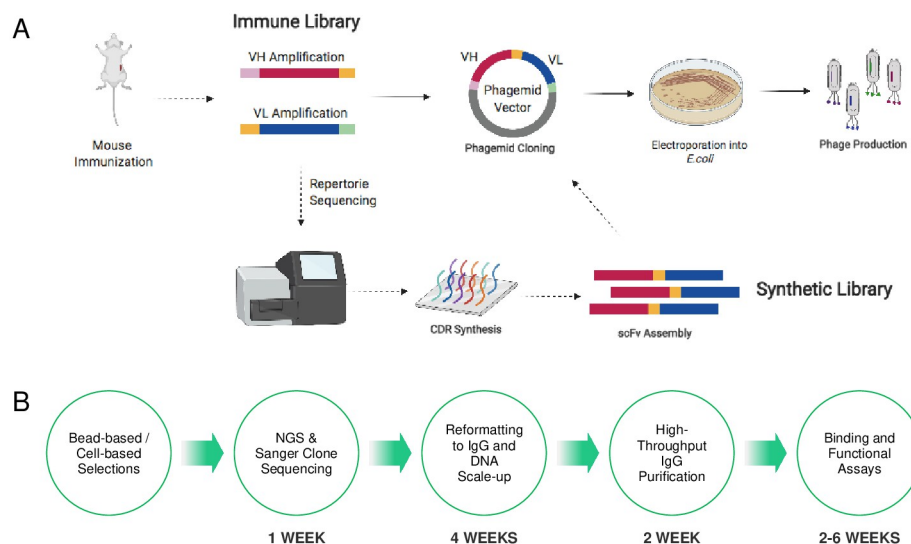 A
Immune Library
VH Amplification
VL Amplification
Mouse
Immunization
VH
VL
Phagemid
Vector
Phagemid Cloning
Electroporation into
E.coli
Phage Production
Repertorie
Sequencing
CDR Synthesis
scFv Assembly
Synthetic Library
B
Bead-based /
Cell-based
Selections
NGS &
Sanger Clone
Sequencing
1 WEEK
Reformatting
to IgG and
DNA
Scale-up
4 WEEKS
High-
Throughput
IgG
Purification
2 WEEK
Binding and
Functional
Assays
2-6 WEEKS